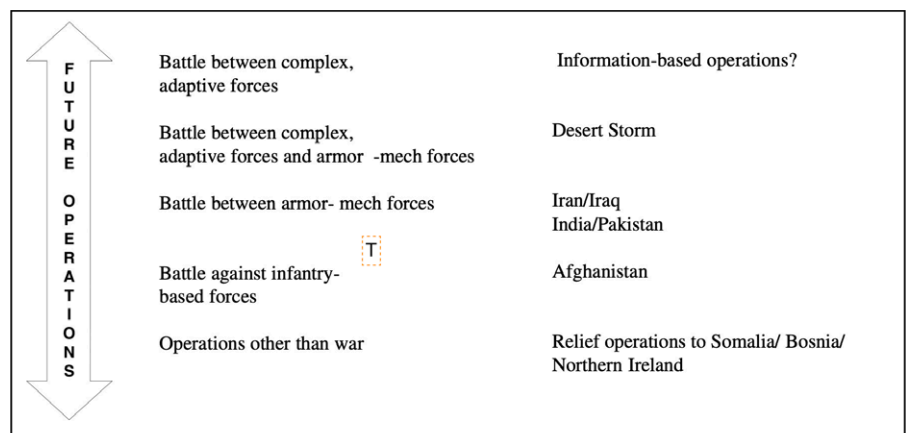 FUTURE OPERATIONS
Battle between complex,
adaptive forces
Information-based operations?
Battle between complex,
adaptive forces and armor -mech forces
Desert Storm
Battle between armor- mech forces
Iran/Iraq
India/Pakistan
T
Battle against infantry-
based forces
Afghanistan
Operations other than war
Relief operations to Somalia/ Bosnia/
Northern Ireland